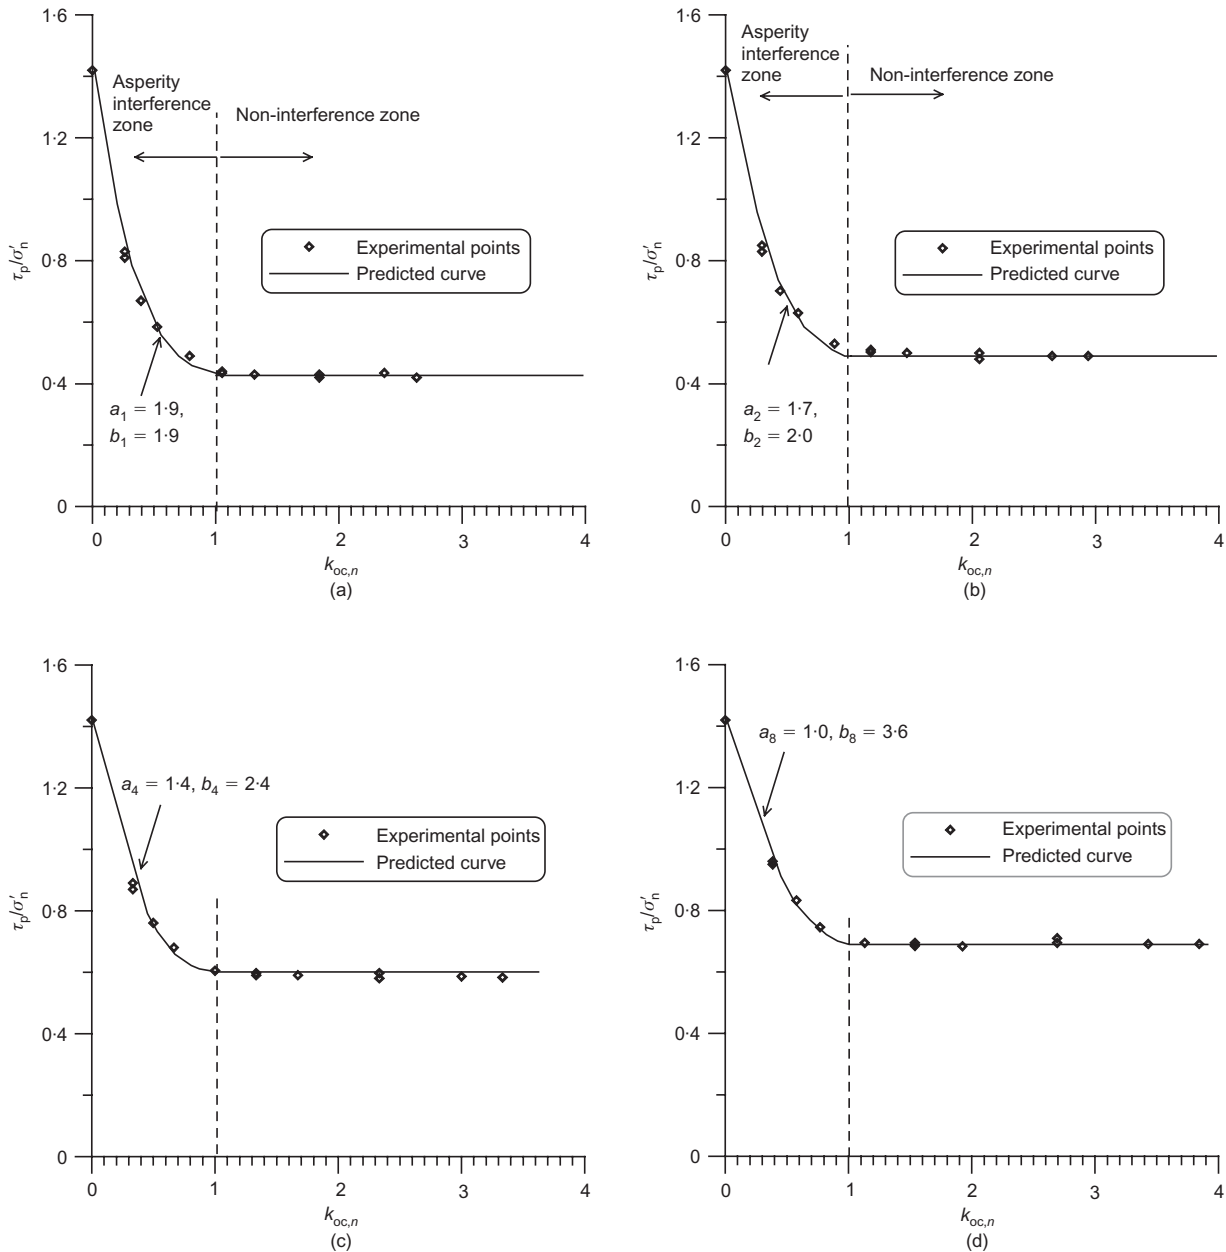 1·6
1·2
0·8
0·4
0
τp/σ′n
Asperity
interference
zone
Non-interference zone
Experimental points
Predicted curve
a1 = 1·9,
b1 = 1·9
0 1 2 3 4
koc,n
(a)
1·6
1·2
0·8
0·4
0
τp/σ′n
Asperity
interference
zone
Non-interference zone
Experimental points
Predicted curve
a2 = 1·7,
b2 = 2·0
0 1 2 3 4
koc,n
(b)
1·6
1·2
0·8
0·4
0
τp/σ′n
a4 = 1·4, b4 = 2·4
Experimental points
Predicted curve
0 1 2 3 4
koc,n
(c)
1·6
1·2
0·8
0·4
0
τp/σ′n
a8 = 1·0, b8 = 3·6
Experimental points
Predicted curve
0 1 2 3 4
koc,n
(d)